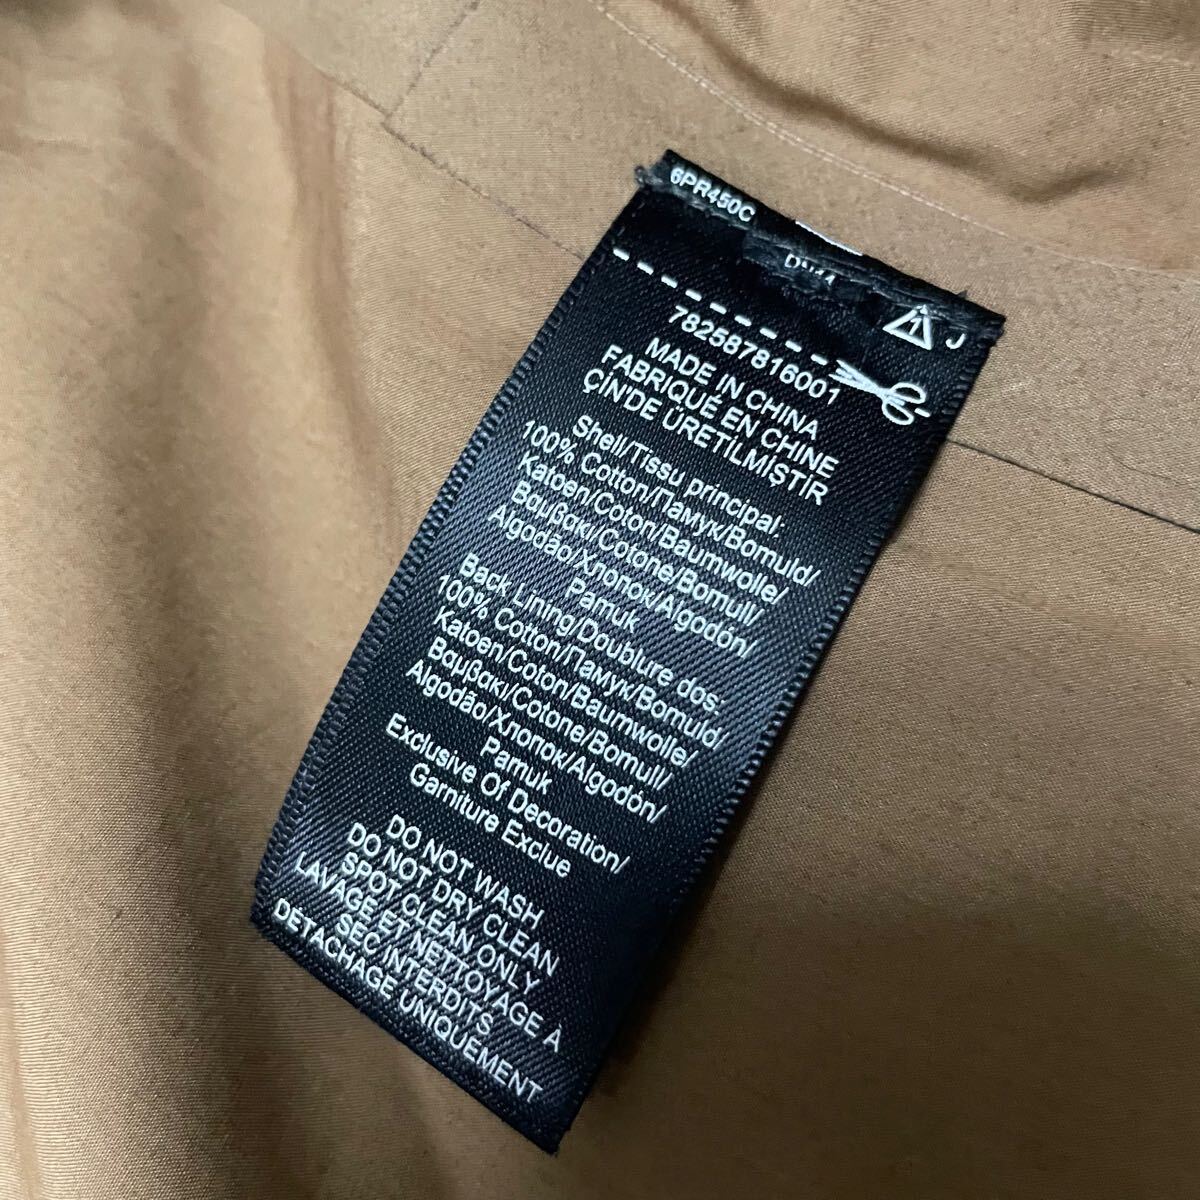 6PR450C
J
782587816001
MADE IN CHINA
FABRIQUÉ EN CHINE
ÇİN'DE ÜRETİLMİŞTİR
Shell/Tissu principal:
100% Cotton/Памук/Bomuld/
Katoen/Coton/Baumwolle/
Βαμβακι/Cotone/Bomull/
Algodão/Хлопок/Algodón/
Pamuk
Back Lining/Doublure dos:
100% Cotton/Памук/Bomuld/
Katoen/Coton/Baumwolle/
Βαμβακι/Cotone/Bomull/
Algodão/Хлопок/Algodón/
Pamuk
Exclusive Of Decoration/
Garniture Exclue
DO NOT WASH
DO NOT DRY CLEAN
SPOT CLEAN ONLY
LAVAGE ET NETTOYAGE À
SEC INTERDITS
DÉTACHAGE UNIQUEMENT